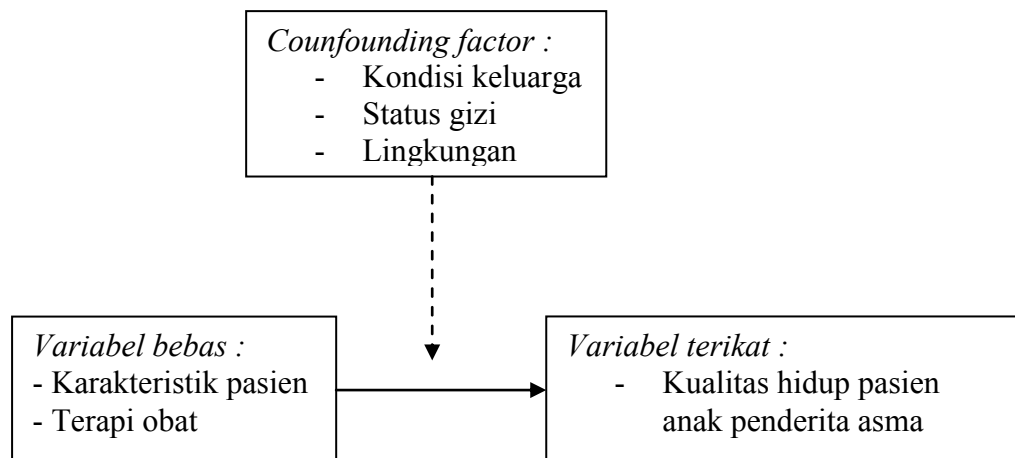 Counfounding factor :
- Kondisi keluarga
- Status gizi
- Lingkungan
Variabel bebas :
- Karakteristik pasien
- Terapi obat
Variabel terikat :
- Kualitas hidup pasien
anak penderita asma